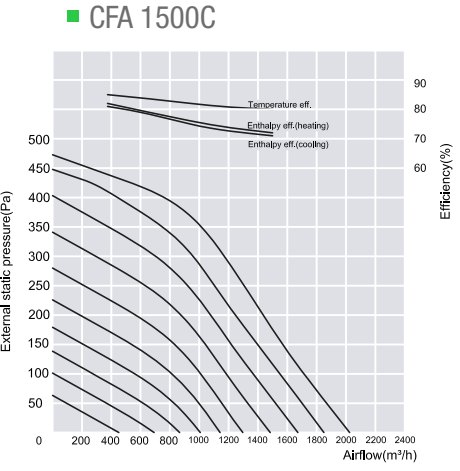 CFA 1500C
Temperature eff.
Enthalpy eff.(heating)
Enthalpy eff.(cooling)
90
80
70
60
Efficiency(%)
External static pressure(Pa)
500
450
400
350
300
250
200
150
100
50
0 200 400 600 800 1000 1200 1300 1400 1600 1800 2000 2200 2400
Airflow(m³/h)